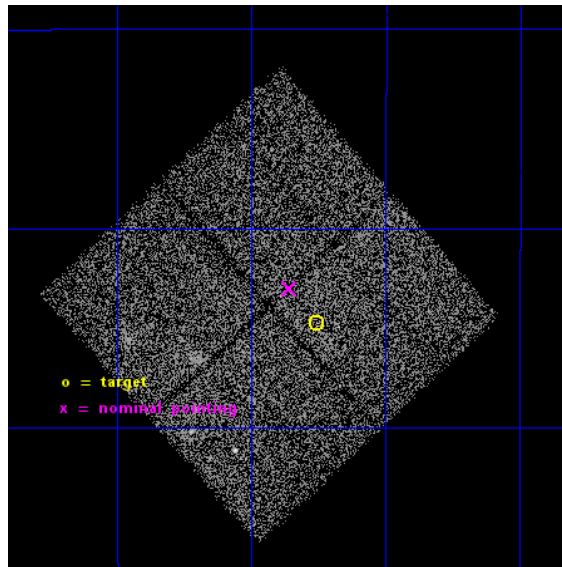 o = target
x = nominal pointing